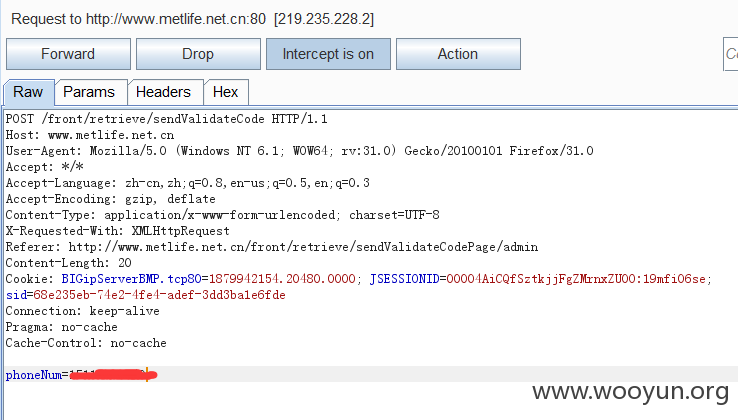 Request to http://www.metlife.net.cn:80 [219.235.228.2]
Forward Drop Intercept is on Action
Raw Params Headers Hex
POST /front/retrieve/sendValidateCode HTTP/1.1
Host: www.metlife.net.cn
User-Agent: Mozilla/5.0 (Windows NT 6.1; WOW64; rv:31.0) Gecko/20100101 Firefox/31.0
Accept: */*
Accept-Language: zh-cn,zh;q=0.8,en-us;q=0.5,en;q=0.3
Accept-Encoding: gzip, deflate
Content-Type: application/x-www-form-urlencoded; charset=UTF-8
X-Requested-With: XMLHttpRequest
Referer: http://www.metlife.net.cn/front/retrieve/sendValidateCodePage/admin
Content-Length: 20
Cookie: BIGipServerBMP.tcp80=1879942154.20480.0000; JSESSIONID=00004AiCQfSztkjjFgZMrnxZU00:19mfi06se;
sid=68e235eb-74e2-4fe4-adef-3dd3ba1e6fde
Connection: keep-alive
Pragma: no-cache
Cache-Control: no-cache
phoneNum=
www.wooyun.org